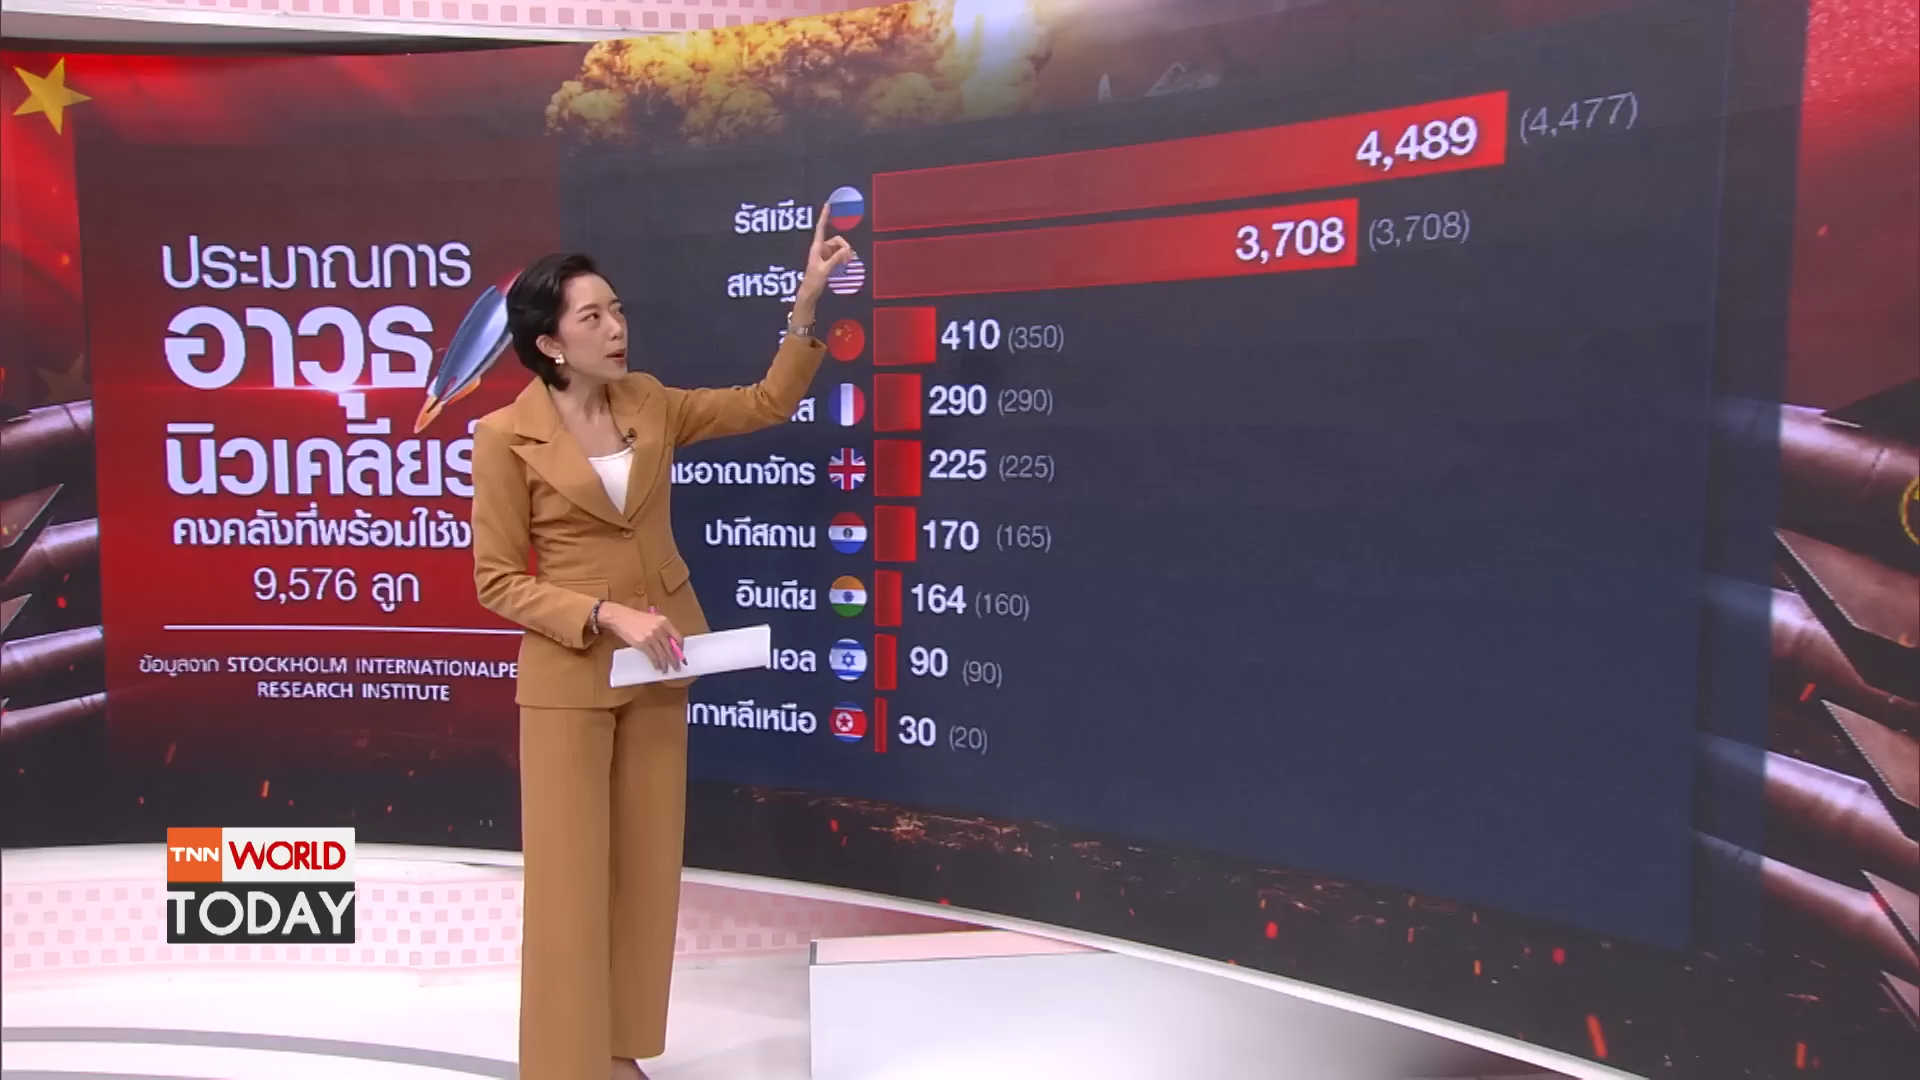 ประมาณการ
อาวุธ
นิวเคลียร์
คงคลังที่พร้อมใช้
9,576 ลูก
ข้อมูลจาก STOCKHOLM INTERNATIONALPE
RESEARCH INSTITUTE
รัสเซีย 4,489 (4,477)
สหรัฐฯ 3,708 (3,708)
410 (350)
290 (290)
225 (225)
ปากีสถาน 170 (165)
อินเดีย 164 (160)
90 (90)
เกาหลีเหนือ 30 (20)
TNN WORLD
TODAY